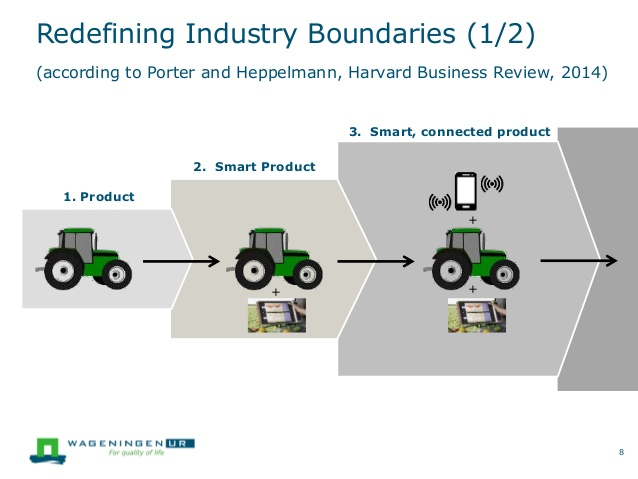 Redefining Industry Boundaries (1/2)
(according to Porter and Heppelmann, Harvard Business Review, 2014)
3. Smart, connected product
2. Smart Product
1. Product
+
+
+
WAGENINGEN UR
For quality of life
8